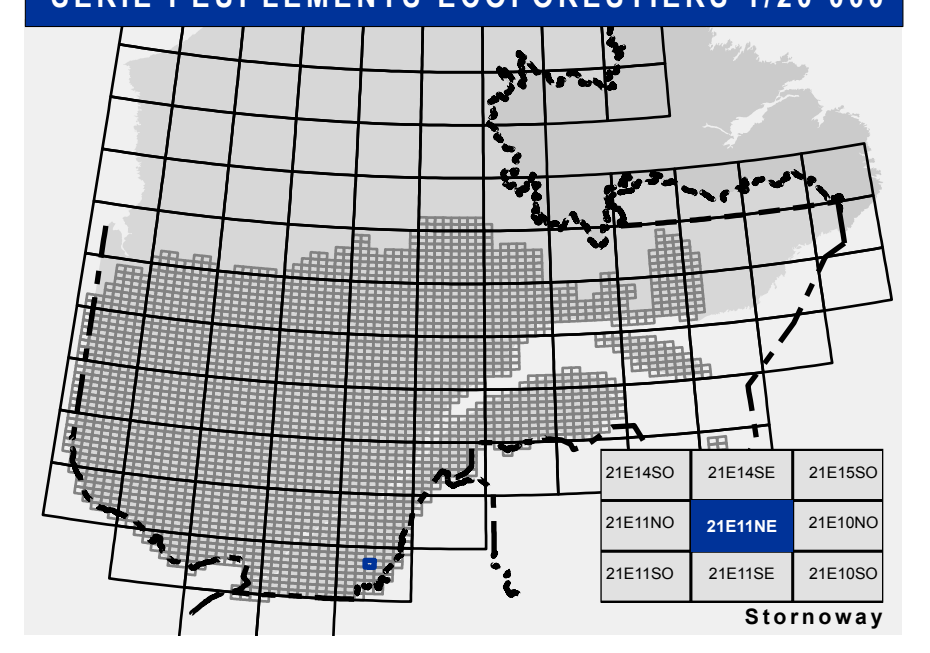 SÉRIE PEUPLEMENTS ÉCOFORESTIERS 1/20 000
21E14SO 21E14SE 21E15SO
21E11NO 21E11NE 21E10NO
21E11SO 21E11SE 21E10SO
Stornoway